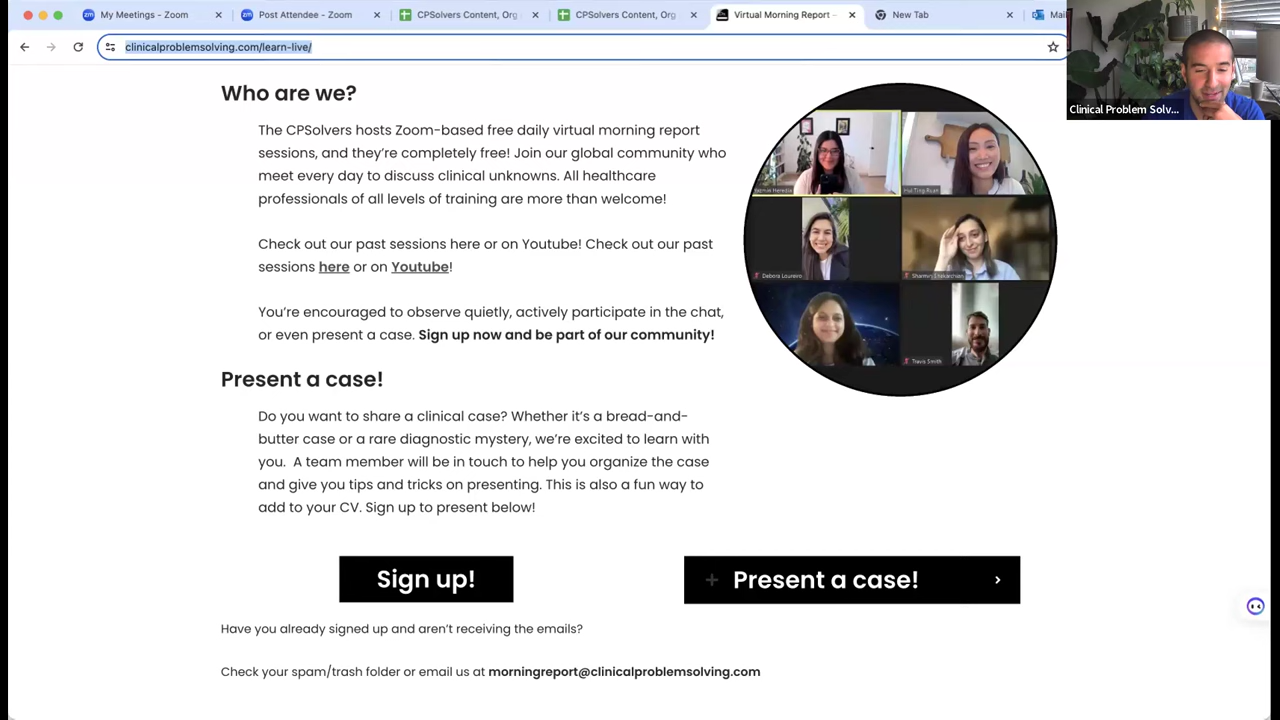 My Meetings - Zoom
Post Attendee - Zoom
CPSolvers Content, Org
CPSolvers Content, Org
Virtual Morning Report –
New Tab
Mail
clinicalproblemsolving.com/learn-live/
Clinical Problem Solv...
Who are we?
The CPSolvers hosts Zoom-based free daily virtual morning report
sessions, and they’re completely free! Join our global community who
meet every day to discuss clinical unknowns. All healthcare
professionals of all levels of training are more than welcome!
Check out our past sessions here or on Youtube! Check out our past
sessions here or on Youtube!
You’re encouraged to observe quietly, actively participate in the chat,
or even present a case. Sign up now and be part of our community!
Hui Ting Ruan
Debora Loureiro
Travis Smith
Present a case!
Do you want to share a clinical case? Whether it’s a bread-and-
butter case or a rare diagnostic mystery, we’re excited to learn with
you. A team member will be in touch to help you organize the case
and give you tips and tricks on presenting. This is also a fun way to
add to your CV. Sign up to present below!
Sign up!
Present a case!
Have you already signed up and aren’t receiving the emails?
Check your spam/trash folder or email us at morningreport@clinicalproblemsolving.com